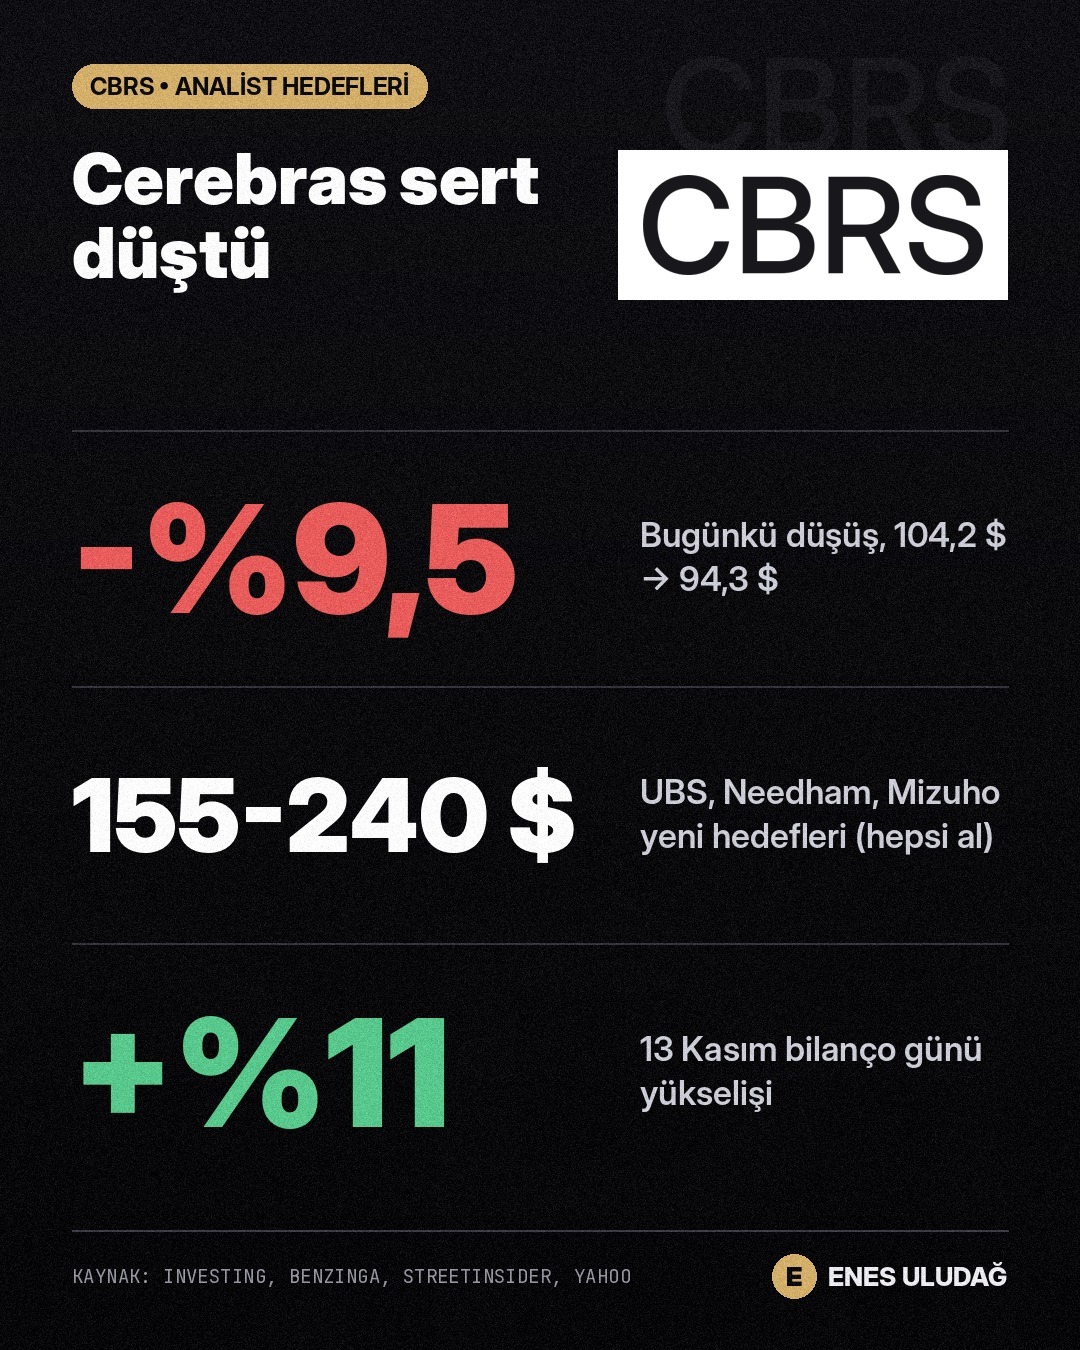 CBRS • ANALİST HEDEFLERİ
CBRS
Cerebras sert
düştü
CBRS
-%9,5
Bugünkü düşüş, 104,2 $
→ 94,3 $
155-240 $
UBS, Needham, Mizuho
yeni hedefleri (hepsi al)
+%11
13 Kasım bilanço günü
yükselişi
KAYNAK: INVESTING, BENZINGA, STREETINSIDER, YAHOO
E ENES ULUDAĞ